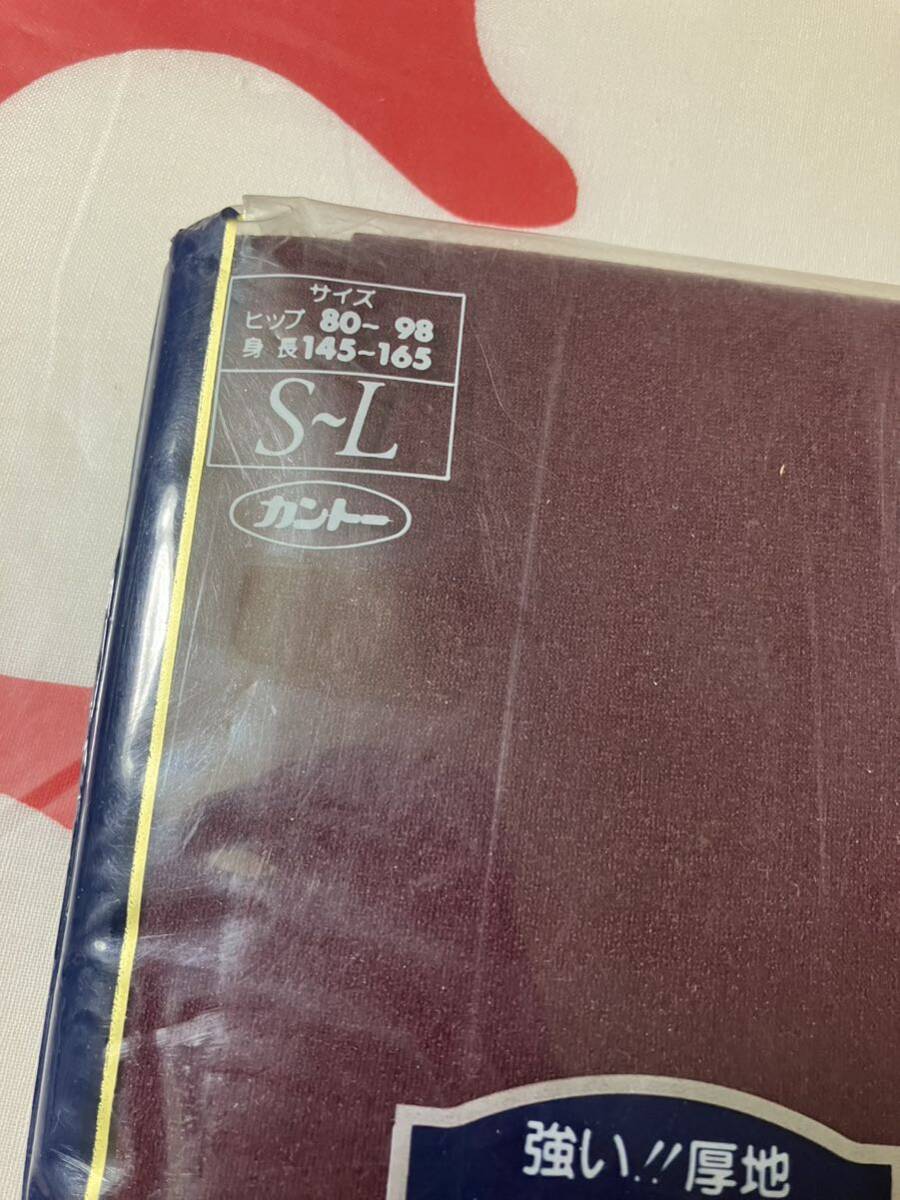 サイズ
ヒップ 80~ 98
身長145~165
S~L
カントー
強い!!厚地